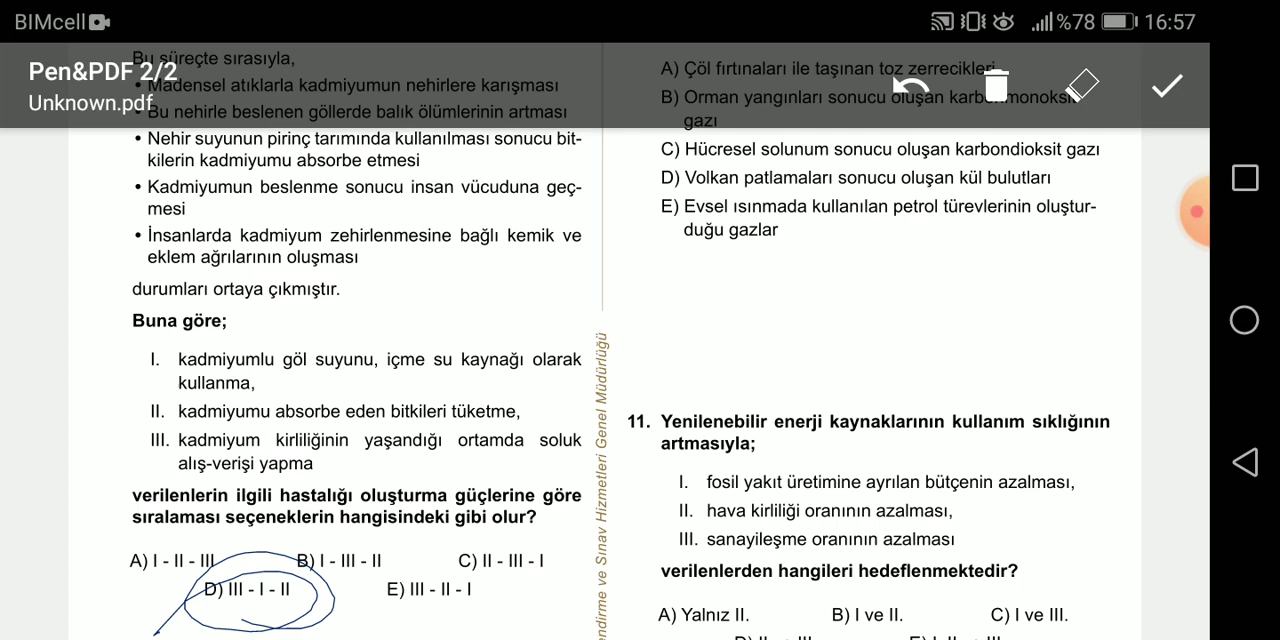 BIMcell
%78 16:57
Pen&PDF 2/2
Unknown.pdf
Bu süreçte sırasıyla,
• Madensel atıklarla kadmiyumun nehirlere karışması
• Bu nehirle beslenen göllerde balık ölümlerinin artması
• Nehir suyunun pirinç tarımında kullanılması sonucu bit-
kilerin kadmiyumu absorbe etmesi
• Kadmiyumun beslenme sonucu insan vücuduna geç-
mesi
• İnsanlarda kadmiyum zehirlenmesine bağlı kemik ve
eklem ağrılarının oluşması
durumları ortaya çıkmıştır.
Buna göre;
I. kadmiyumlu göl suyunu, içme su kaynağı olarak
kullanma,
II. kadmiyumu absorbe eden bitkileri tüketme,
III. kadmiyum kirliliğinin yaşandığı ortamda soluk
alış-verişi yapma
verilenlerin ilgili hastalığı oluşturma güçlerine göre
sıralaması seçeneklerin hangisindeki gibi olur?
A) I - II - III B) I - III - II C) II - III - I
D) III - I - II E) III - II - I
ndirme ve Sınav Hizmetleri Genel Müdürlüğü
A) Çöl fırtınaları ile taşınan toz zerrecikleri
B) Orman yangınları sonucu oluşan karbonmonoksit
gazı
C) Hücresel solunum sonucu oluşan karbondioksit gazı
D) Volkan patlamaları sonucu oluşan kül bulutları
E) Evsel ısınmada kullanılan petrol türevlerinin oluştur-
duğu gazlar
11. Yenilenebilir enerji kaynaklarının kullanım sıklığının
artmasıyla;
I. fosil yakıt üretimine ayrılan bütçenin azalması,
II. hava kirliliği oranının azalması,
III. sanayileşme oranının azalması
verilenlerden hangileri hedeflenmektedir?
A) Yalnız II. B) I ve II. C) I ve III.